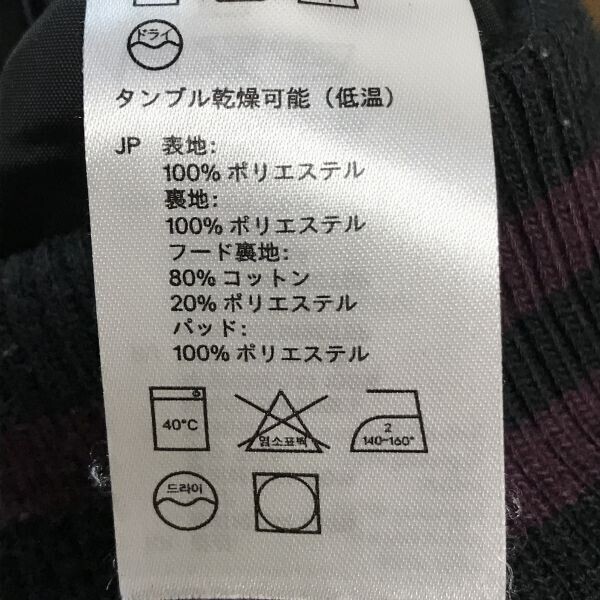 ドライ
タンブル乾燥可能（低温）
JP 表地:
100% ポリエステル
裏地:
100% ポリエステル
フード裏地:
80% コットン
20% ポリエステル
パッド:
100% ポリエステル
40°C
염소표백
2
140~160°
드라이